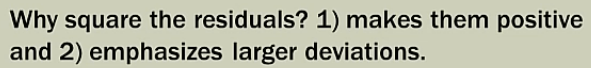 Why square the residuals? 1) makes them positive
and 2) emphasizes larger deviations.